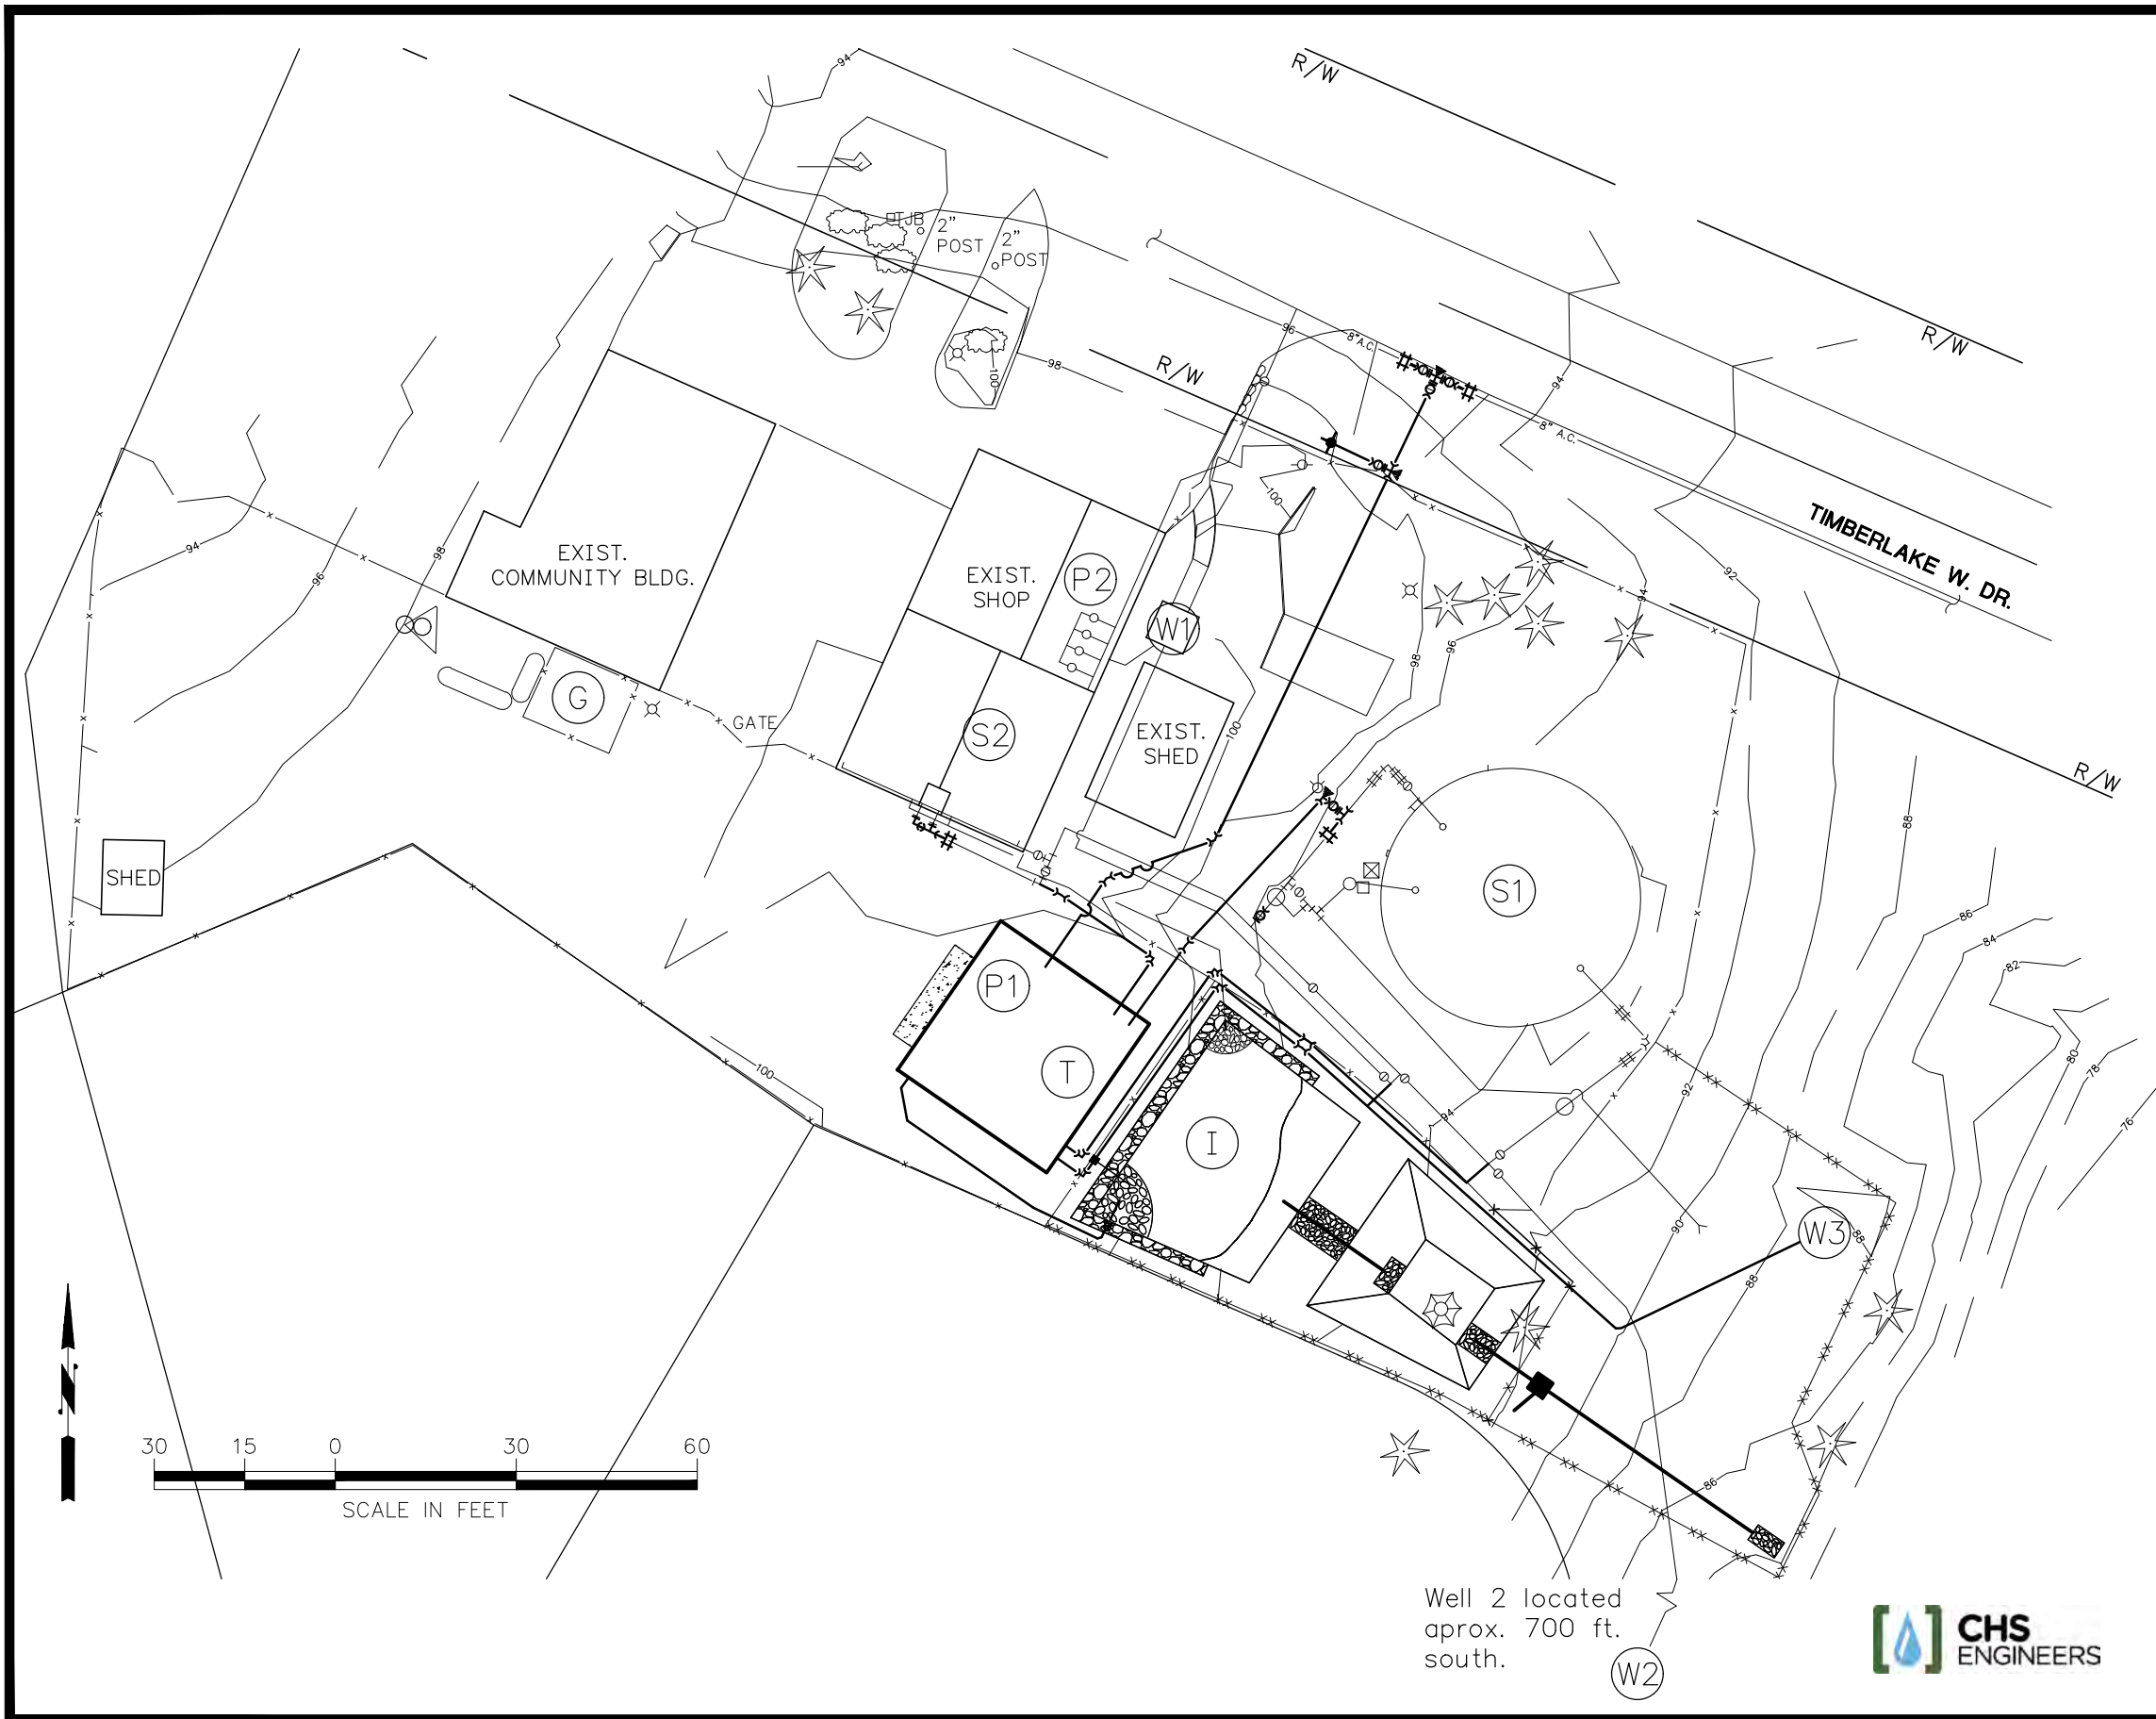 R/W
94
TJB
2"
POST
2"
POST
96
8" A.C.
R/W
98
R/W
100
94
8" A.C.
TIMBERLAKE W. DR.
100
94
98
EXIST.
COMMUNITY BLDG.
EXIST.
SHOP
P2
96
92
94
W1
98
96
G
S2
GATE
EXIST.
SHED
100
R/W
88
SHED
S1
86
84
82
P1
T
100
80
78
76
92
94
I
90
W3
88
88
86
30 15 0 30 60
SCALE IN FEET
N
Well 2 located
aprox. 700 ft.
south.
W2
CHS
ENGINEERS